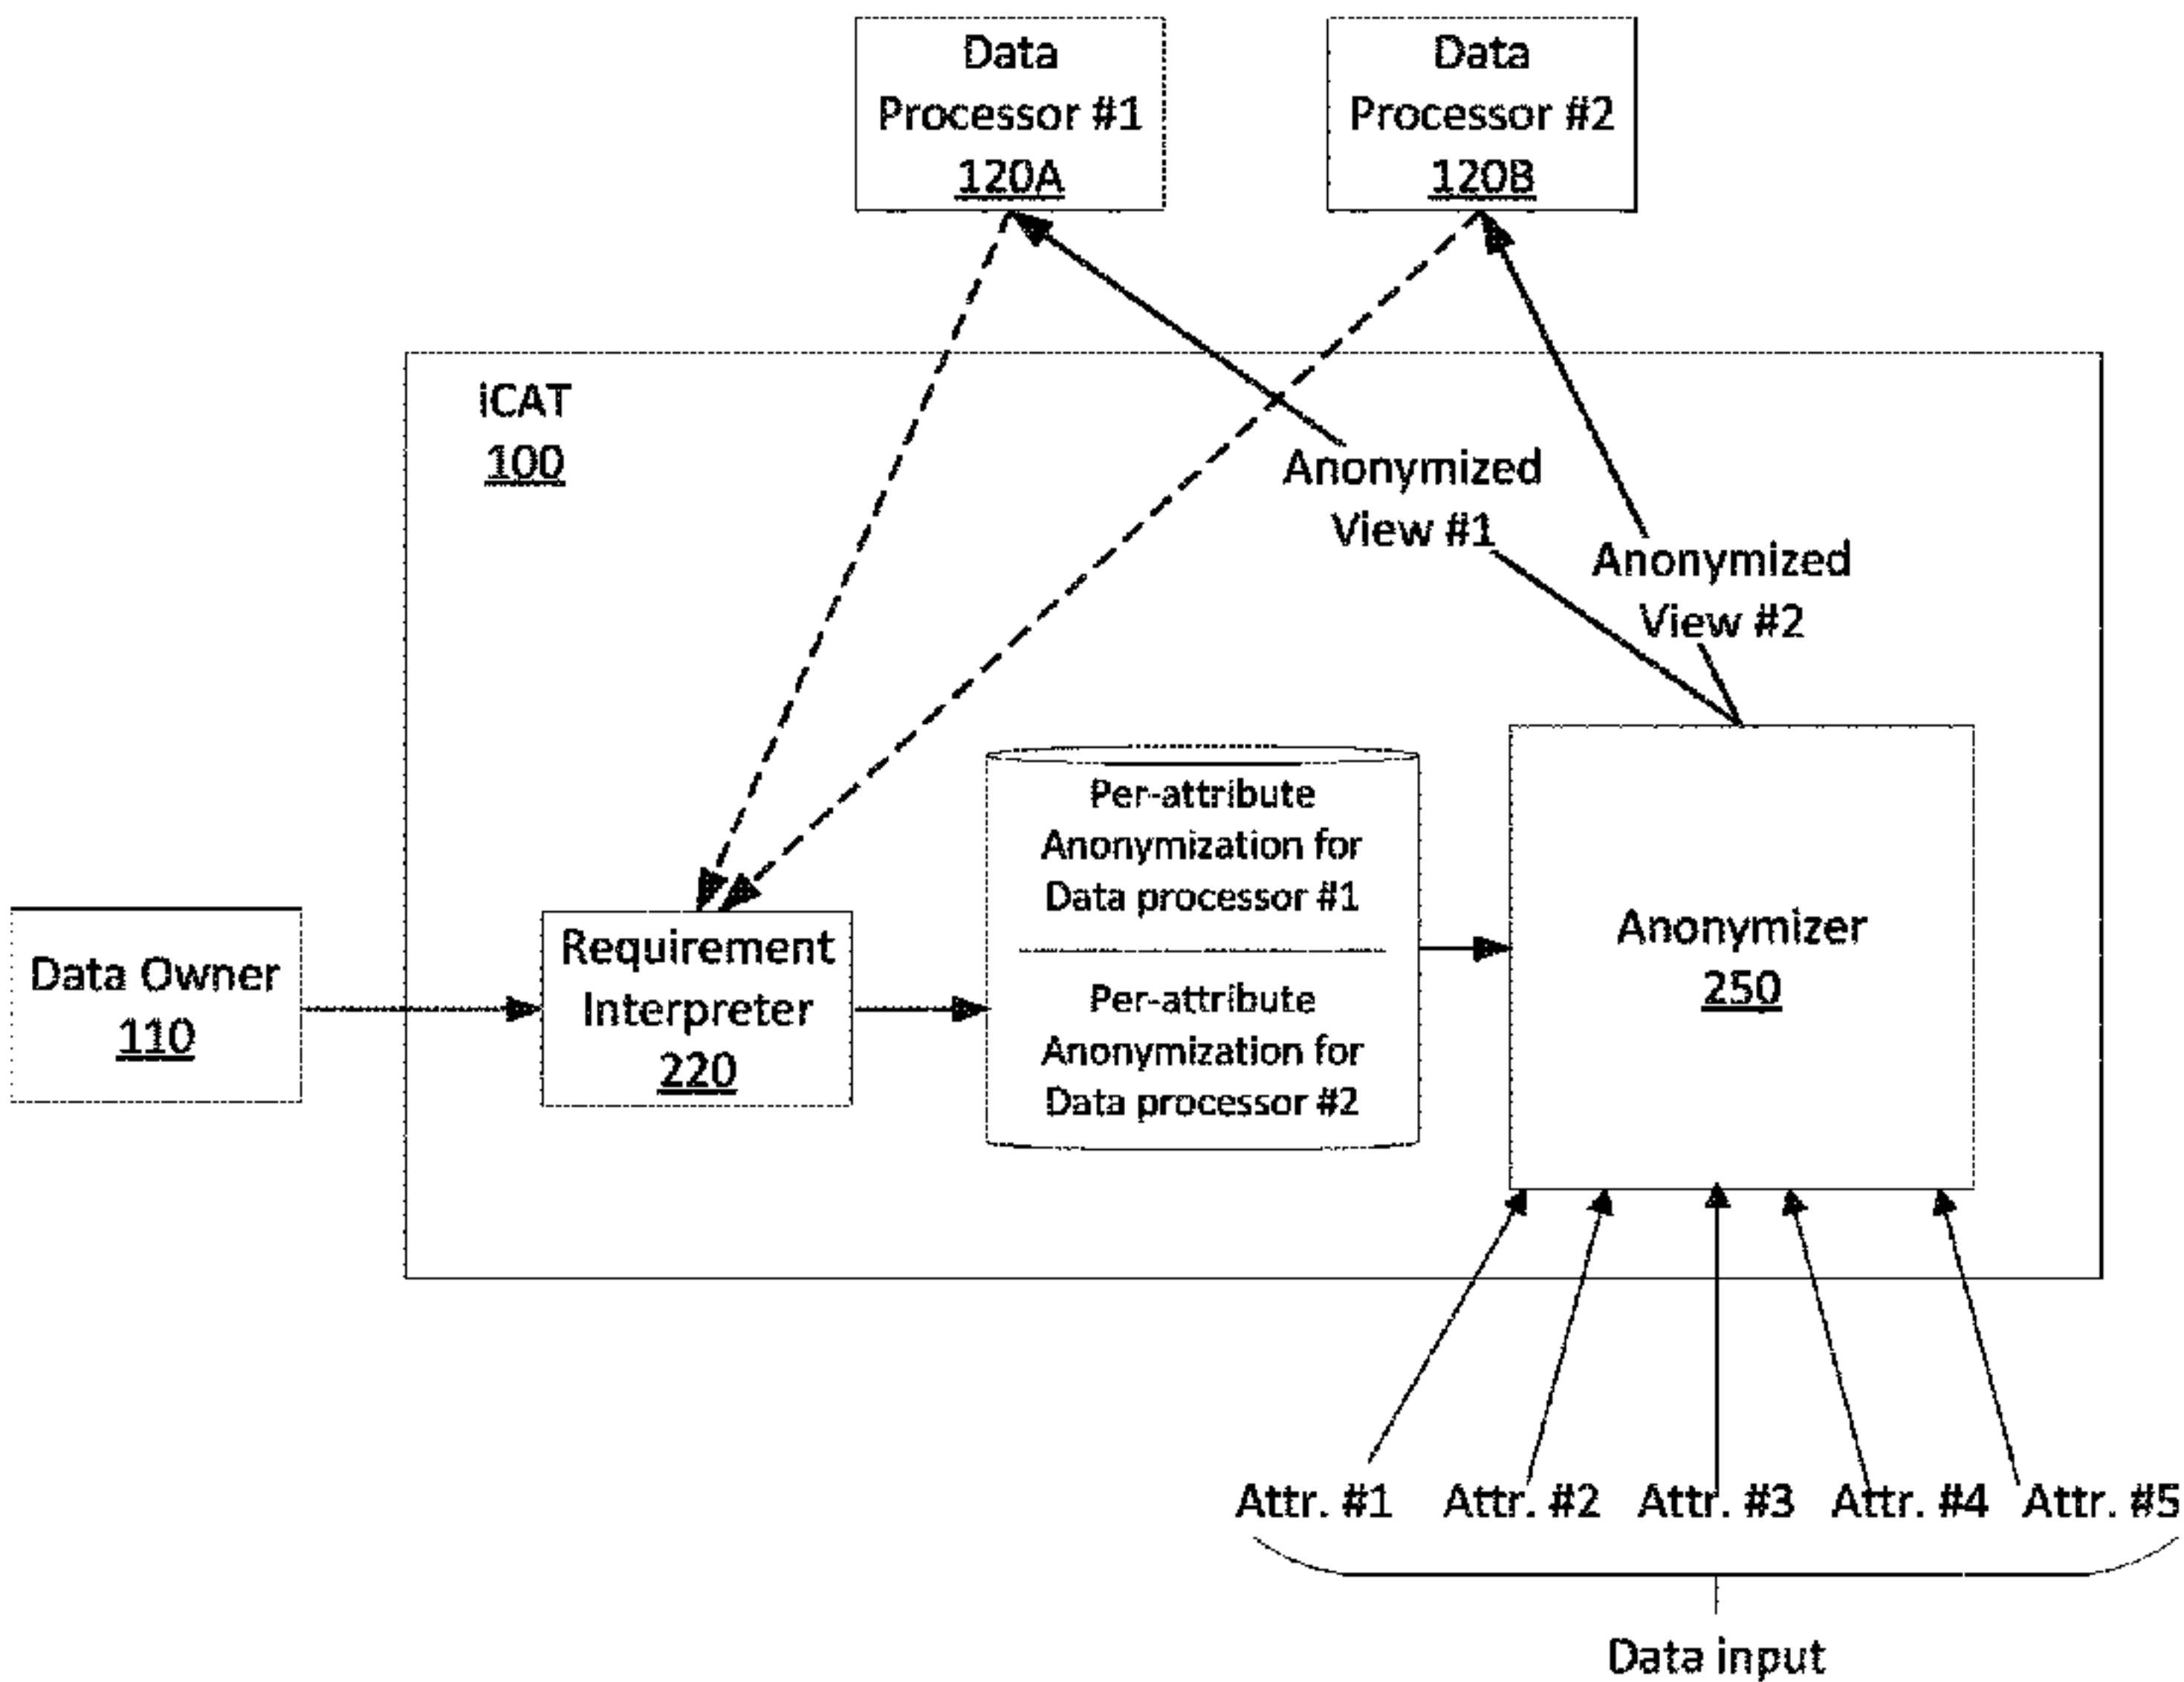 Data
Processor #1
120A
Data
Processor #2
120B
iCAT
100
Anonymized
View #1
Anonymized
View #2
Per-attribute
Anonymization for
Data processor #1
Per-attribute
Anonymization for
Data processor #2
Anonymizer
250
Requirement
Interpreter
220
Data Owner
110
Attr. #1 Attr. #2 Attr. #3 Attr. #4 Attr. #5
Data input